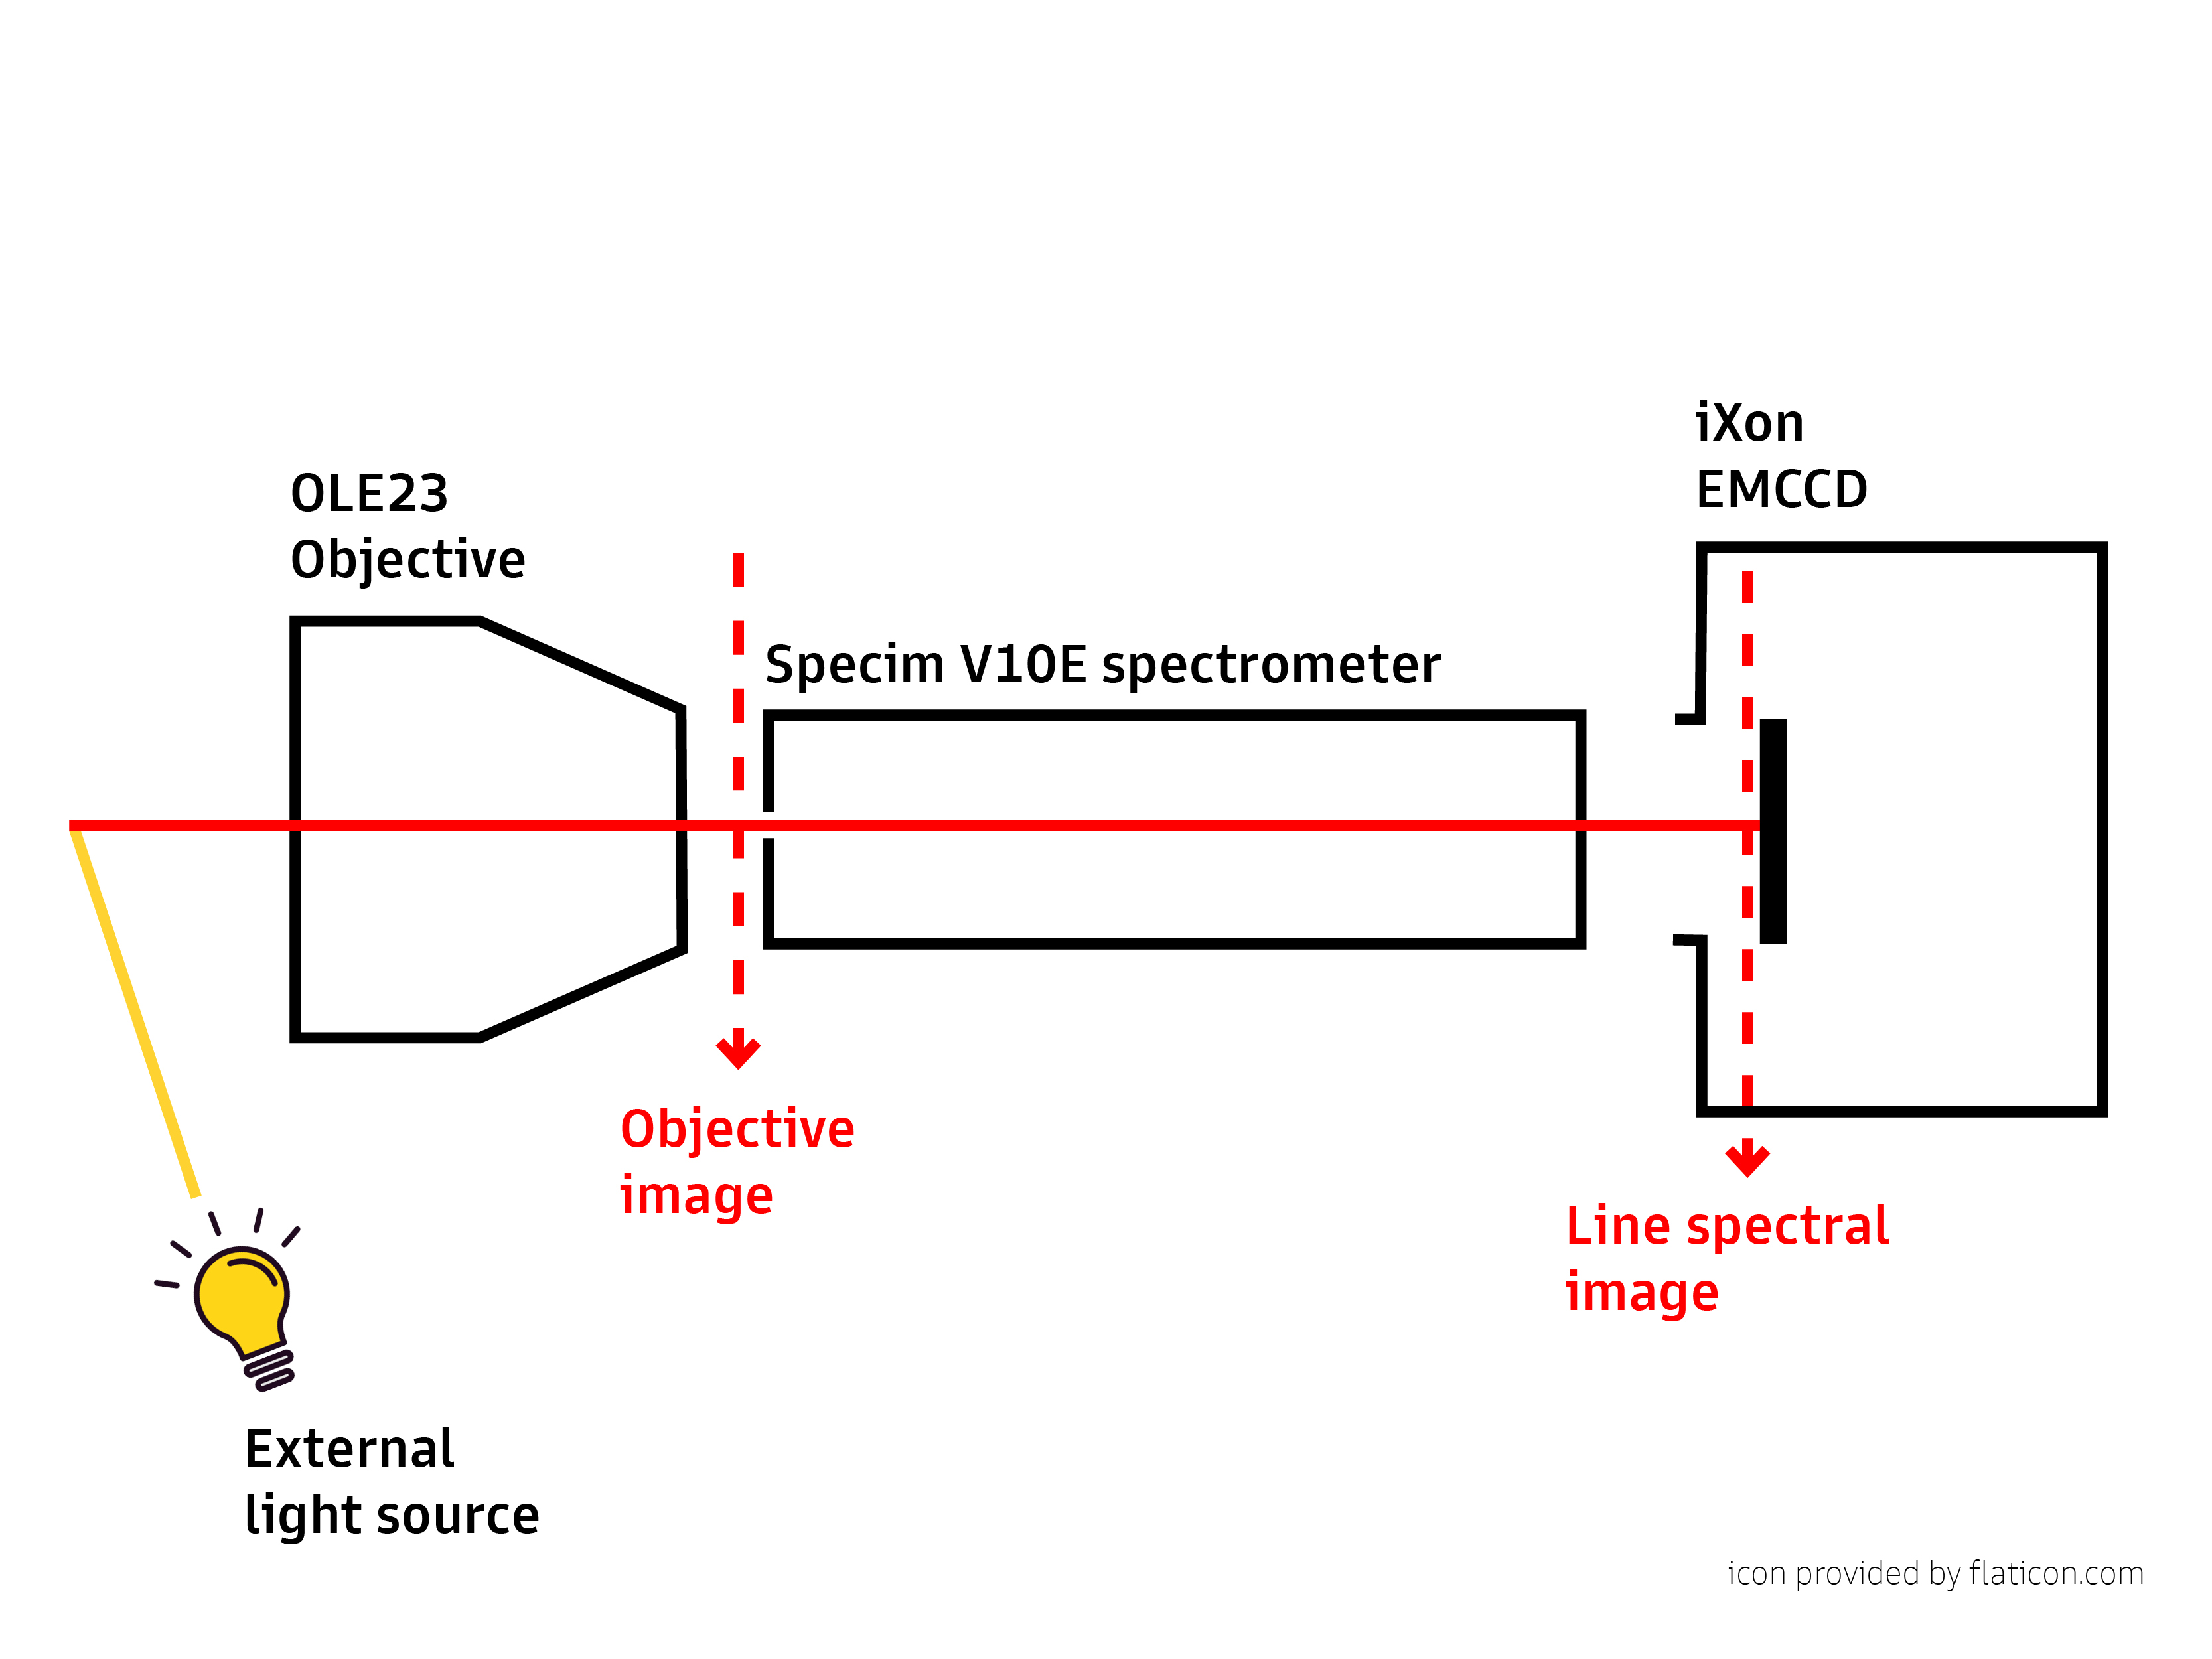 iXon
EMCCD
OLE23
Objective
Specim V10E spectrometer
Objective
image
Line spectral
image
External
light source
icon provided by flaticon.com